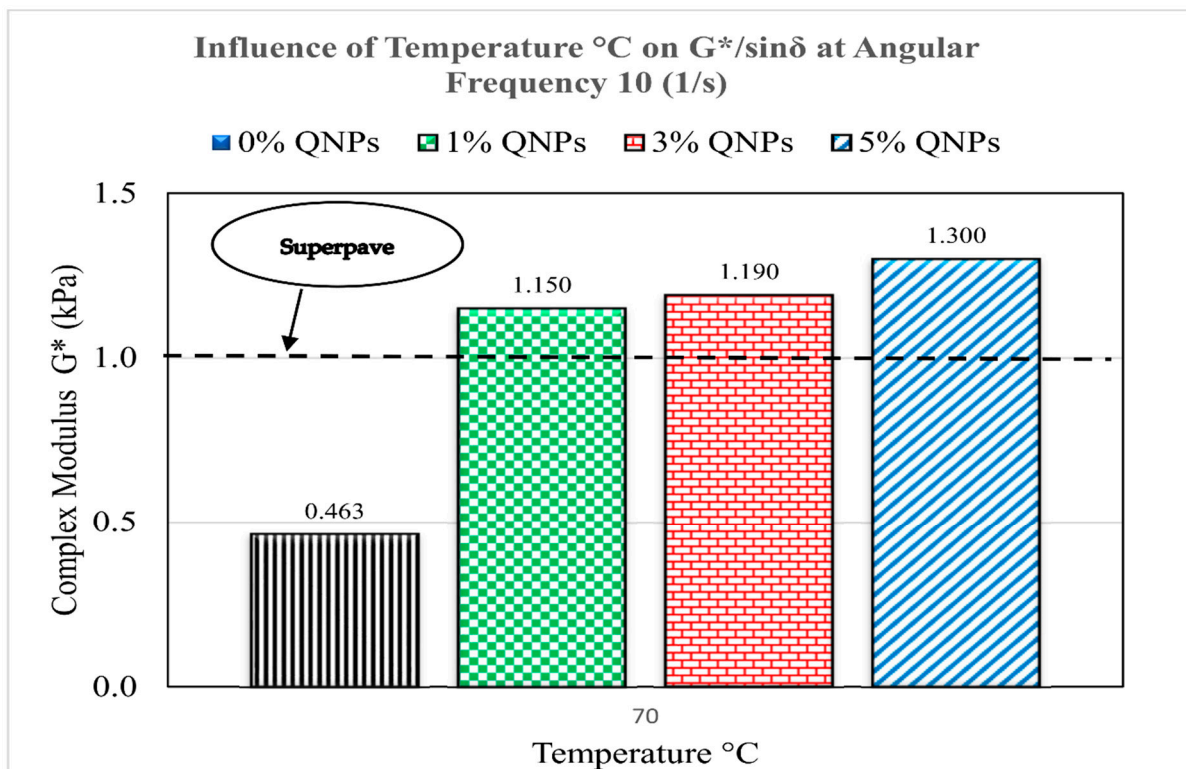 Influence of Temperature °C on G*/sinδ at Angular
Frequency 10 (1/s)
0% QNPs 1% QNPs 3% QNPs 5% QNPs
1.5
Superpave
1.300
1.190
1.150
1.0
0.463
0.5
0.0
Complex Modulus G* (kPa)
70
Temperature °C